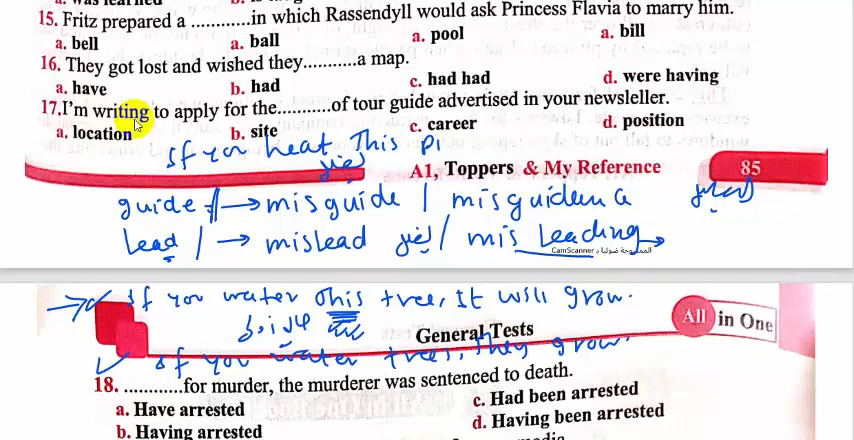 15. Fritz prepared a ............in which Rassendyll would ask Princess Flavia to marry him.
a. bell a. ball a. pool a. bill
16. They got lost and wished they...........a map.
a. have b. had c. had had d. were having
17.I'm writing to apply for the..........of tour guide advertised in your newsleller.
a. location b. site c. career d. position
If you heat This pi
A1, Toppers & My Reference 85
guide → misguide / misguidena
Lead / → mislead / mis Leading
CamScanner
If you water this tree, It will grow.
All in One
General Tests
If you water trees, they grow.
18. ............for murder, the murderer was sentenced to death.
a. Have arrested c. Had been arrested
b. Having arrested d. Having been arrested